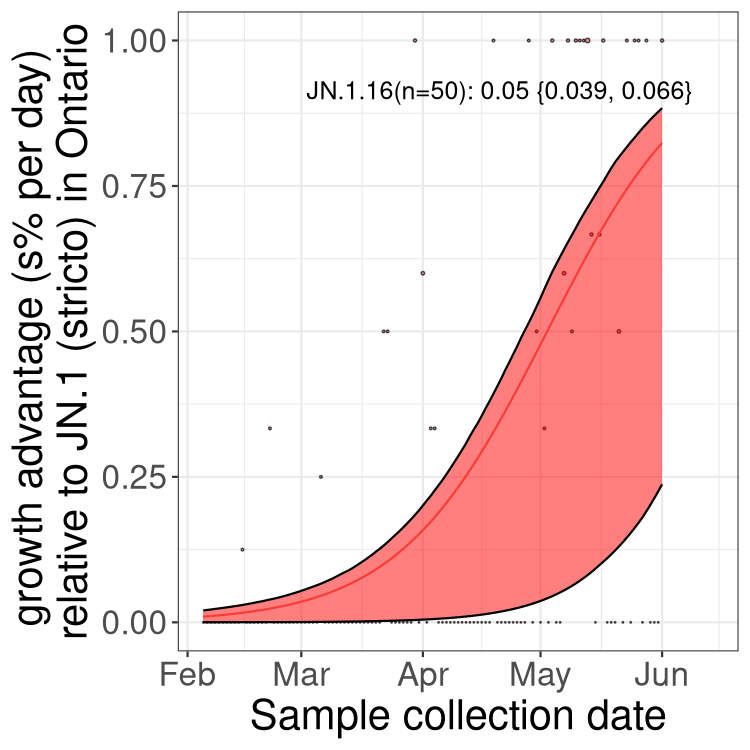 growth advantage (s% per day)
relative to JN.1 (stricto) in Ontario
1.00
0.75
0.50
0.25
0.00
JN.1.16(n=50): 0.05 {0.039, 0.066}
Feb Mar Apr May Jun
Sample collection date